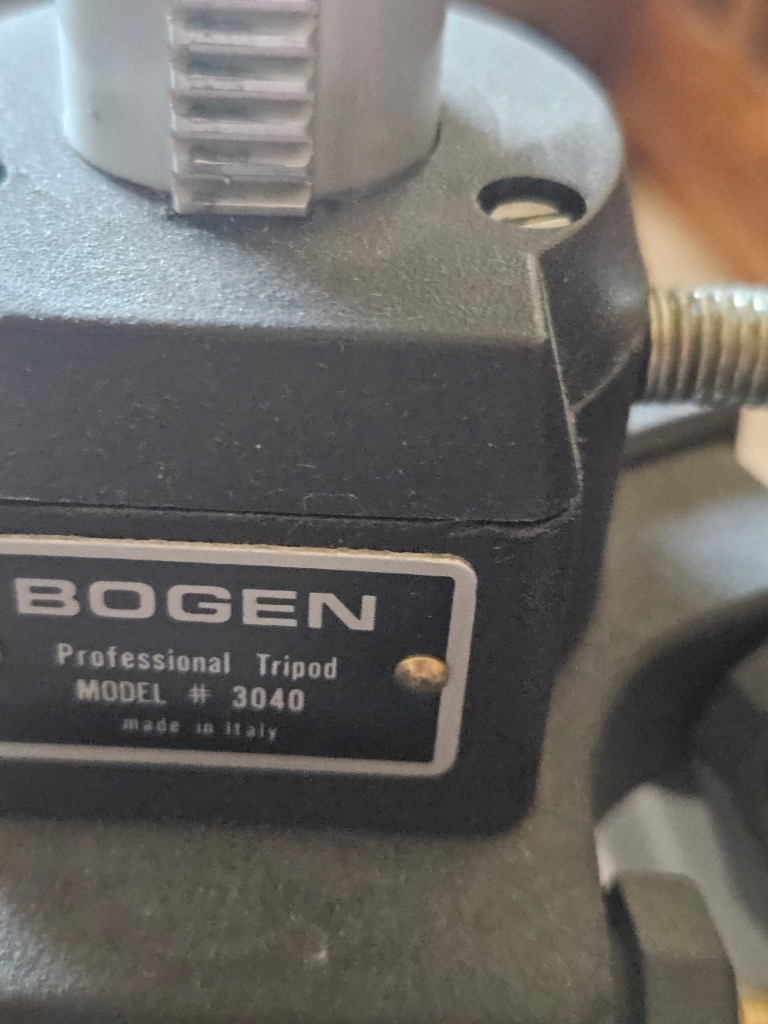 BOGEN
Professional Tripod
MODEL # 3040
made in Italy